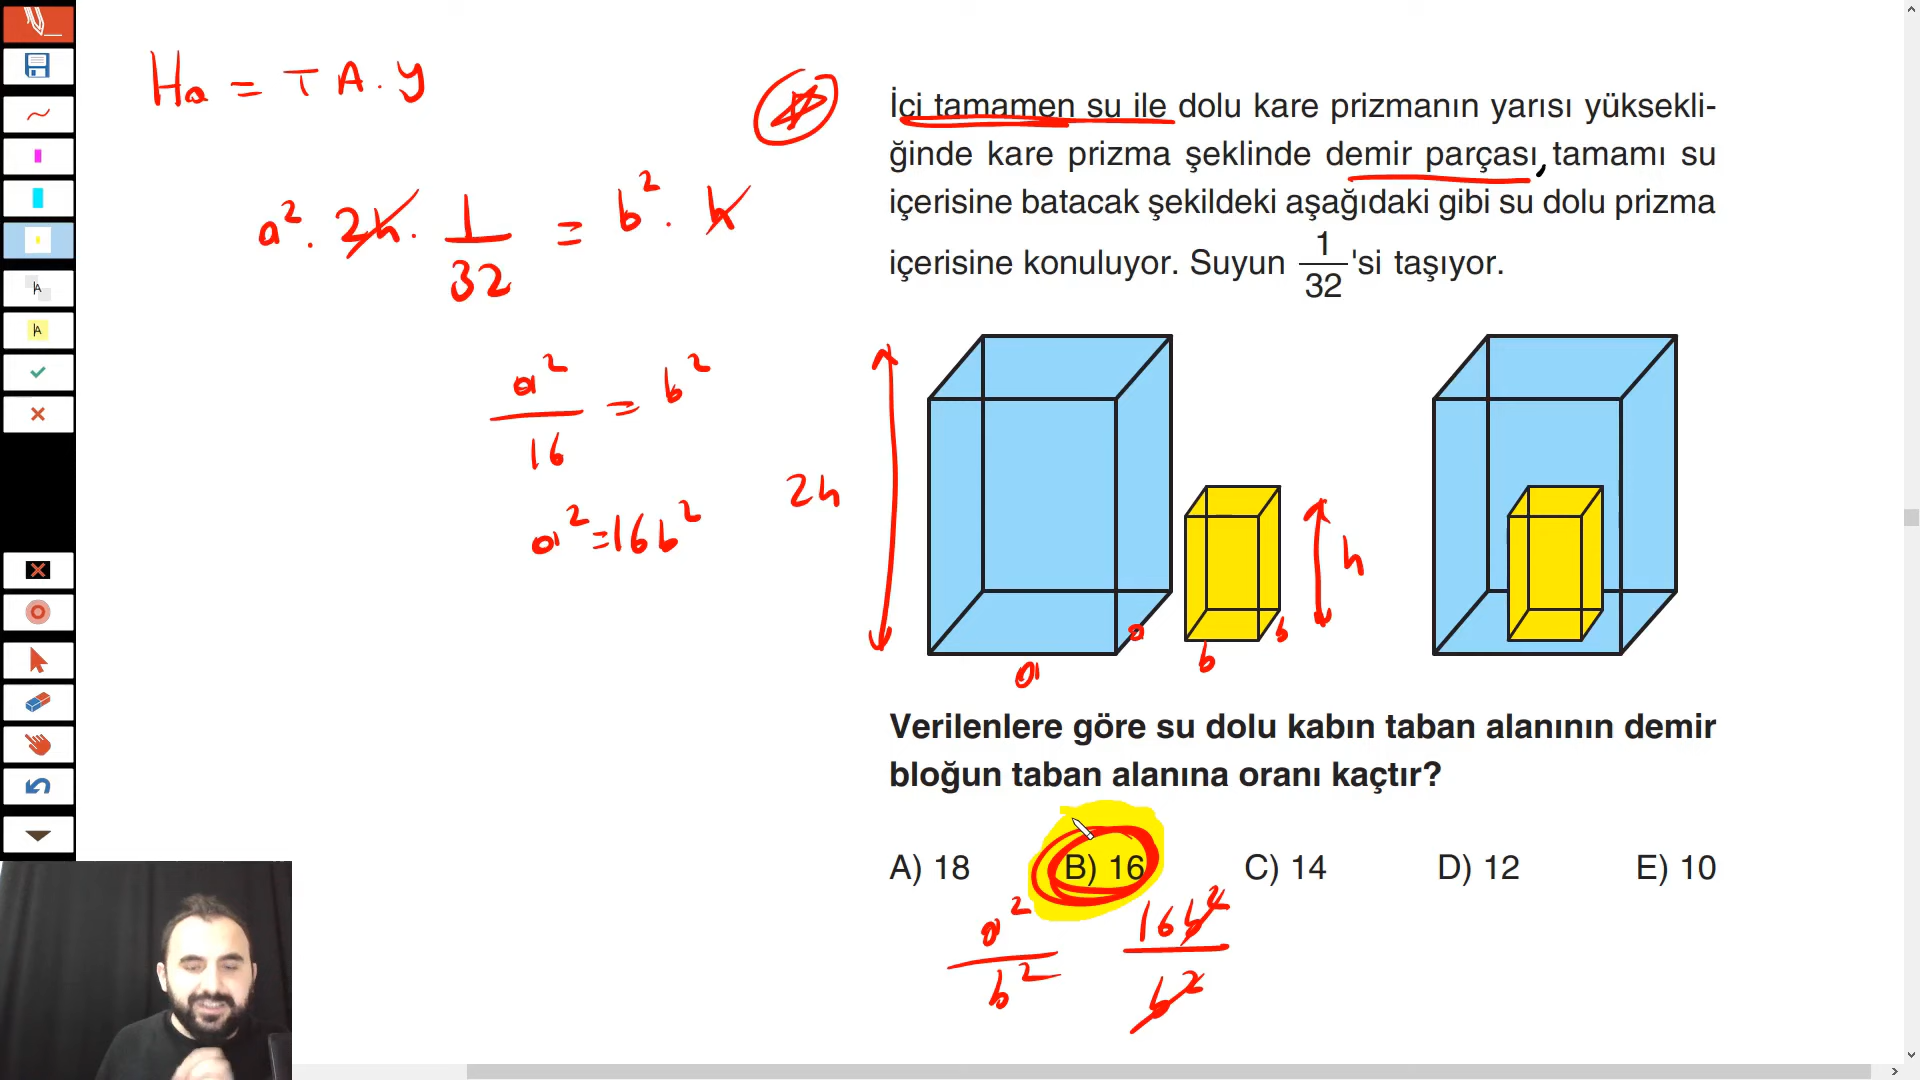 Ha = T A . y
İçi tamamen su ile dolu kare prizmanın yarısı yüksekli-
ğinde kare prizma şeklinde demir parçası, tamamı su
içerisine batacak şekildeki aşağıdaki gibi su dolu prizma
içerisine konuluyor. Suyun 1/32 'si taşıyor.
a² . 2h . 1/32 = b² . h
a²/16 = b²
a² = 16b²
2h
a
a
b
b
h
Verilenlere göre su dolu kabın taban alanının demir
bloğun taban alanına oranı kaçtır?
A) 18 B) 16 C) 14 D) 12 E) 10
a²/b² 16b²/b²
A
A